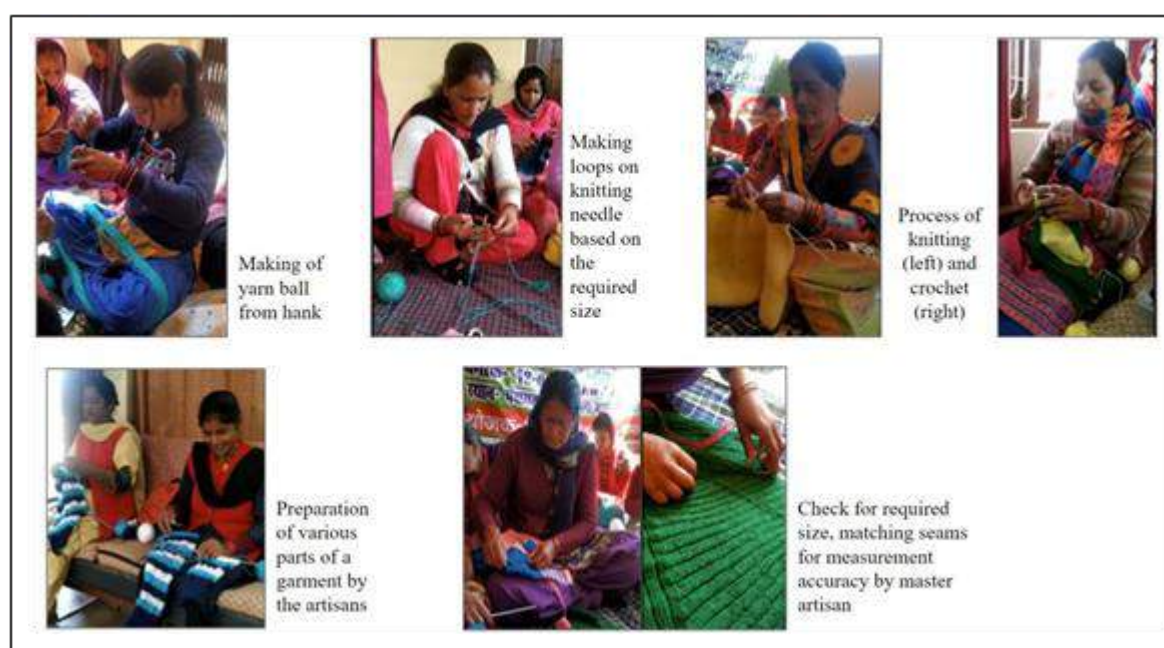 Making of
yarn ball
from hank
Making
loops on
knitting
needle
based on
the
required
size
Process of
knitting
(left) and
crochet
(right)
Preparation
of various
parts of a
garment by
the artisans
Check for required
size, matching seams
for measurement
accuracy by master
artisan